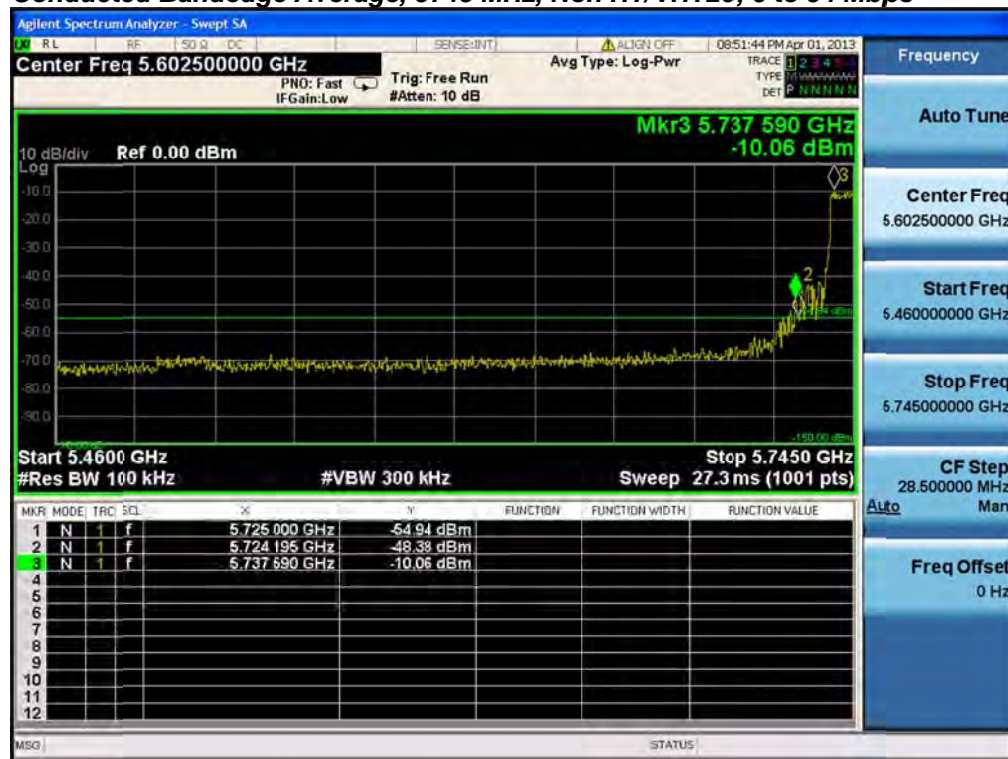 Conducted Bandedge Average, 5745 MHz, Non HT/VHT20, 6 to 54 Mbps
Agilent Spectrum Analyzer - Swept SA
RL RF 50 Ω DC SENSE:INT ALIGN OFF 08:51:44 PM Apr 01, 2013
Center Freq 5.602500000 GHz
Avg Type: Log-Pwr
TRACE 1 2 3 4 5 6
TYPE M W W W W W
DET P N N N N N
PNO: Fast
IFGain:Low
Trig: Free Run
#Atten: 10 dB
Mkr3 5.737 590 GHz
-10.06 dBm
10 dB/div Ref 0.00 dBm
Log
3
-10.0
-20.0
-30.0
-40.0
2
-50.0
-60.0
-70.0
-80.0
-90.0
-150.00 dBm
Start 5.4600 GHz
Stop 5.7450 GHz
#Res BW 100 kHz #VBW 300 kHz Sweep 27.3 ms (1001 pts)
MKR MODE TRC SCL X Y FUNCTION FUNCTION WIDTH FUNCTION VALUE
1 N 1 f 5.725 000 GHz -54.94 dBm
2 N 1 f 5.724 195 GHz -48.38 dBm
3 N 1 f 5.737 590 GHz -10.06 dBm
4
5
6
7
8
9
10
11
12
MSG STATUS
Frequency
Auto Tune
Center Freq
5.602500000 GHz
Start Freq
5.460000000 GHz
Stop Freq
5.745000000 GHz
CF Step
28.500000 MHz
Auto Man
Freq Offset
0 Hz